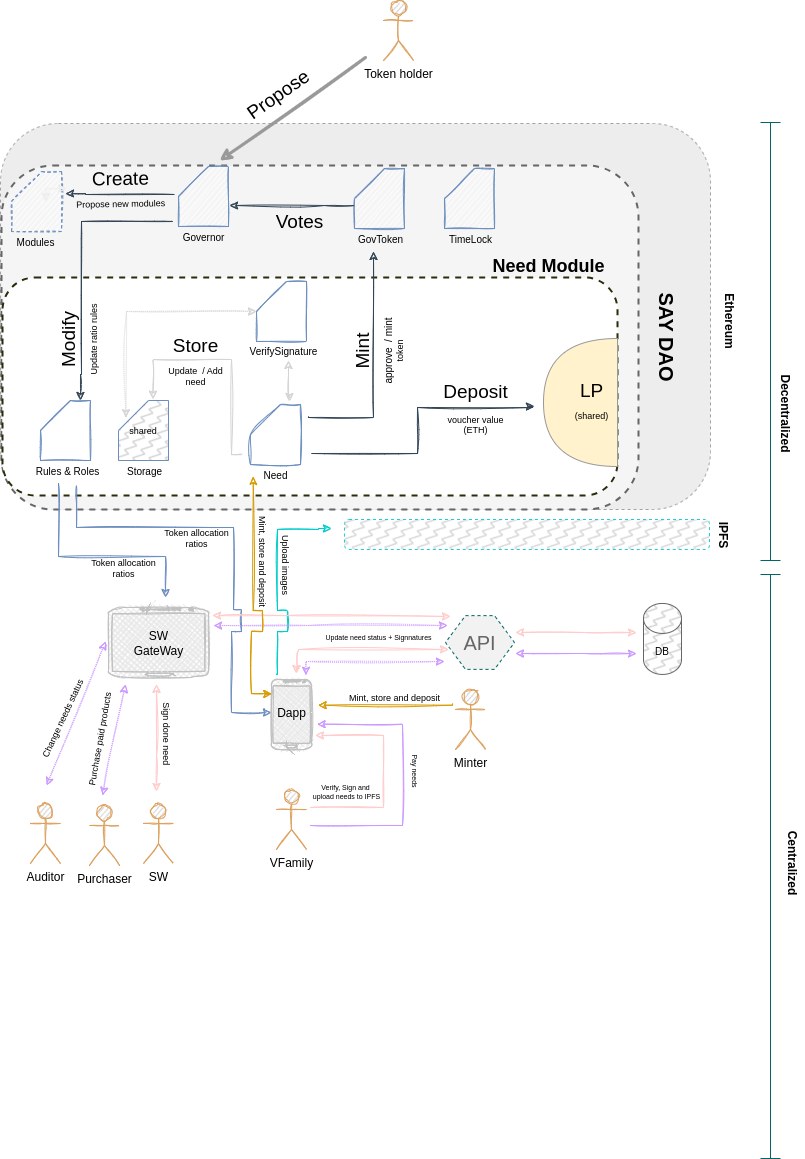 Token holder
Propose
Create
Propose new modules
Modules
Governor
Votes
GovToken
TimeLock
Need Module
SAY DAO
Ethereum
Decentralized
Modify
Update ratio rules
Store
Update / Add
need
VerifySignature
Mint
approve / mint
token
Deposit
voucher value
(ETH)
LP
(shared)
shared
Rules & Roles
Storage
Need
IPFS
Token allocation
ratios
Token allocation
ratios
Mint, store and deposit
Upload images
SW
GateWay
Update need status + Signnatures
API
DB
Dapp
Mint, store and deposit
Minter
Change needs status
Purchase paid products
Sign done need
Pay needs
Verify, Sign and
upload needs to IPFS
Auditor
Purchaser
SW
VFamily
Centralized